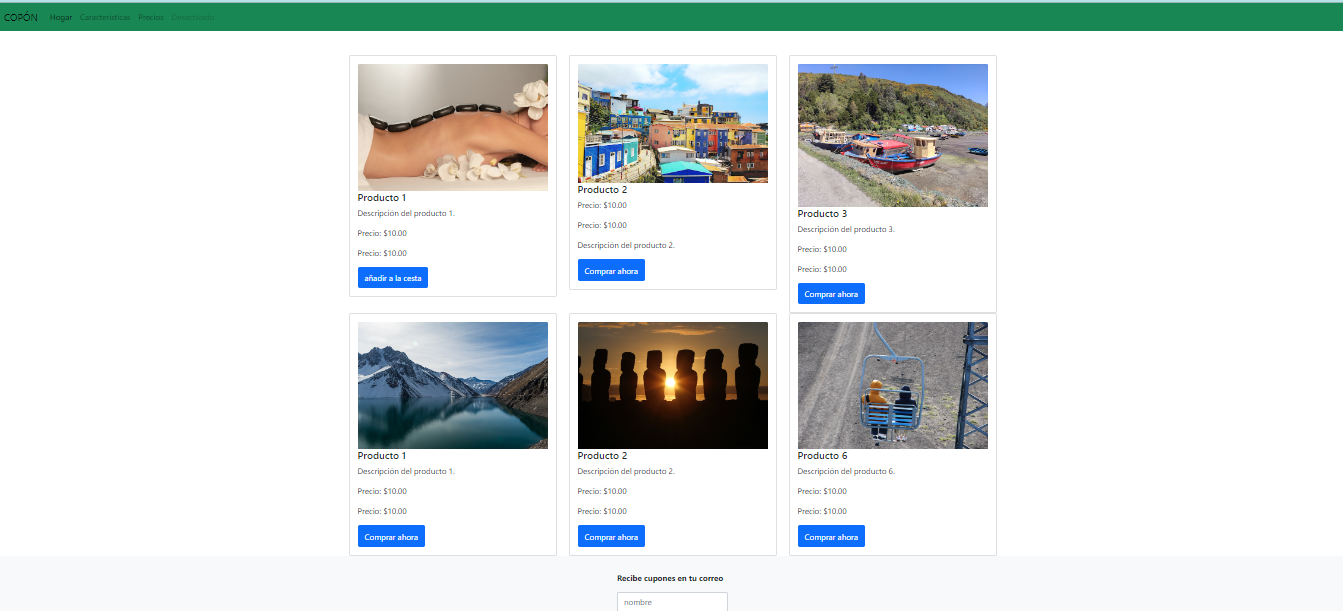 COPÓN Hogar Características Precios Desactivado
Producto 1
Descripción del producto 1.
Precio: $10.00
Precio: $10.00
añadir a la cesta
Producto 2
Precio: $10.00
Precio: $10.00
Descripción del producto 2.
Comprar ahora
Producto 3
Descripción del producto 3.
Precio: $10.00
Precio: $10.00
Comprar ahora
Producto 1
Descripción del producto 1.
Precio: $10.00
Precio: $10.00
Comprar ahora
Producto 2
Descripción del producto 2.
Precio: $10.00
Precio: $10.00
Comprar ahora
Producto 6
Descripción del producto 6.
Precio: $10.00
Precio: $10.00
Comprar ahora
Recibe cupones en tu correo
nombre